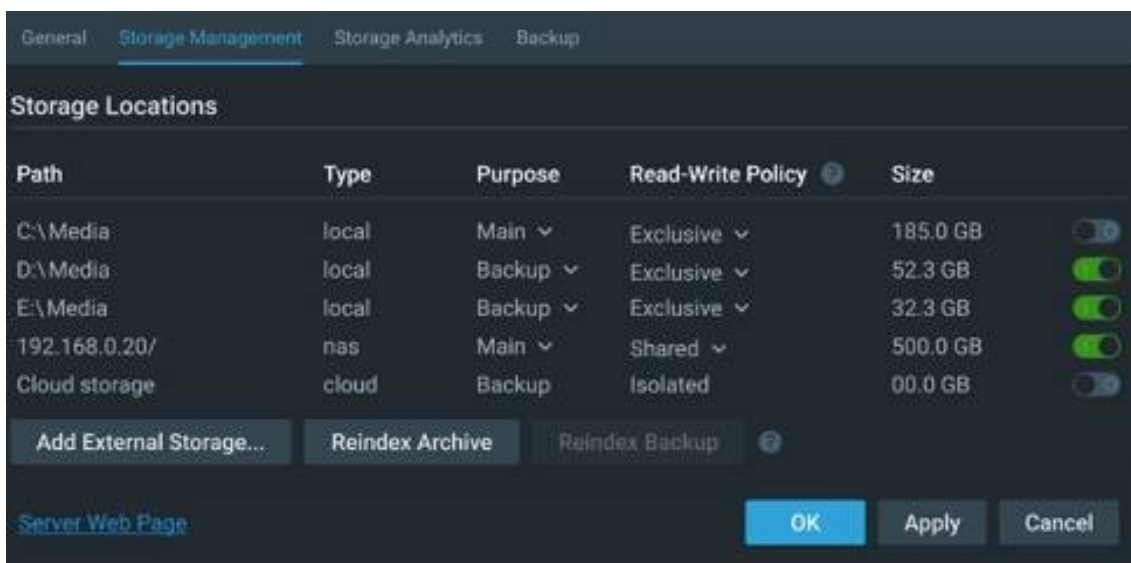 General Storage Management Storage Analytics Backup
Storage Locations
Path Type Purpose Read-Write Policy ? Size
C:\Media local Main Exclusive 185.0 GB
D:\Media local Backup Exclusive 52.3 GB
E:\Media local Backup Exclusive 32.3 GB
192.168.0.20/ nas Main Shared 500.0 GB
Cloud storage cloud Backup Isolated 00.0 GB
Add External Storage... Reindex Archive Reindex Backup ?
Server Web Page OK Apply Cancel